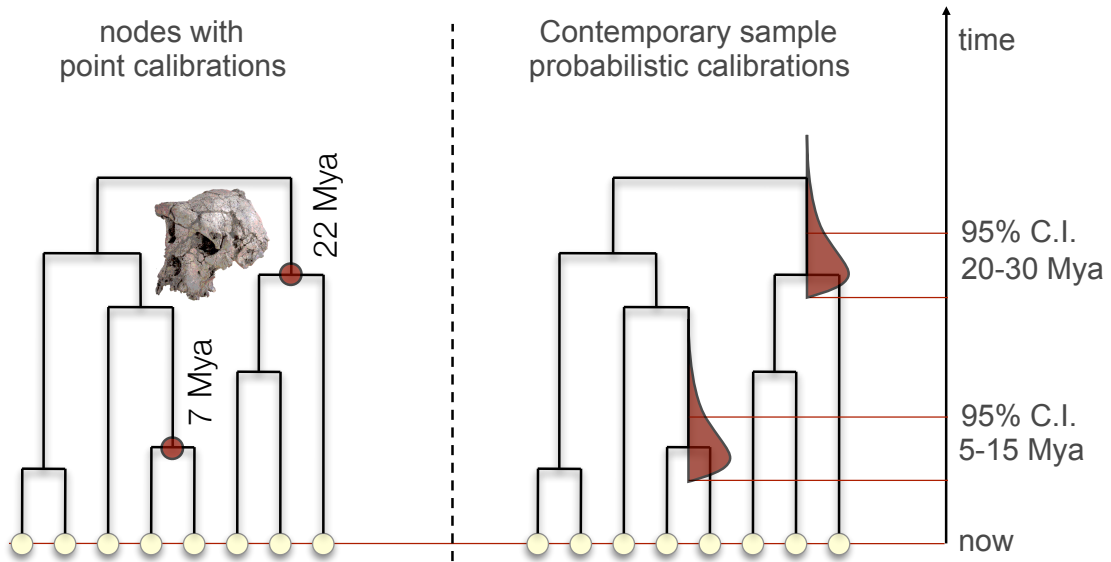 nodes with
point calibrations
22 Mya
7 Mya
Contemporary sample
probabilistic calibrations
time
95% C.I.
20-30 Mya
95% C.I.
5-15 Mya
now